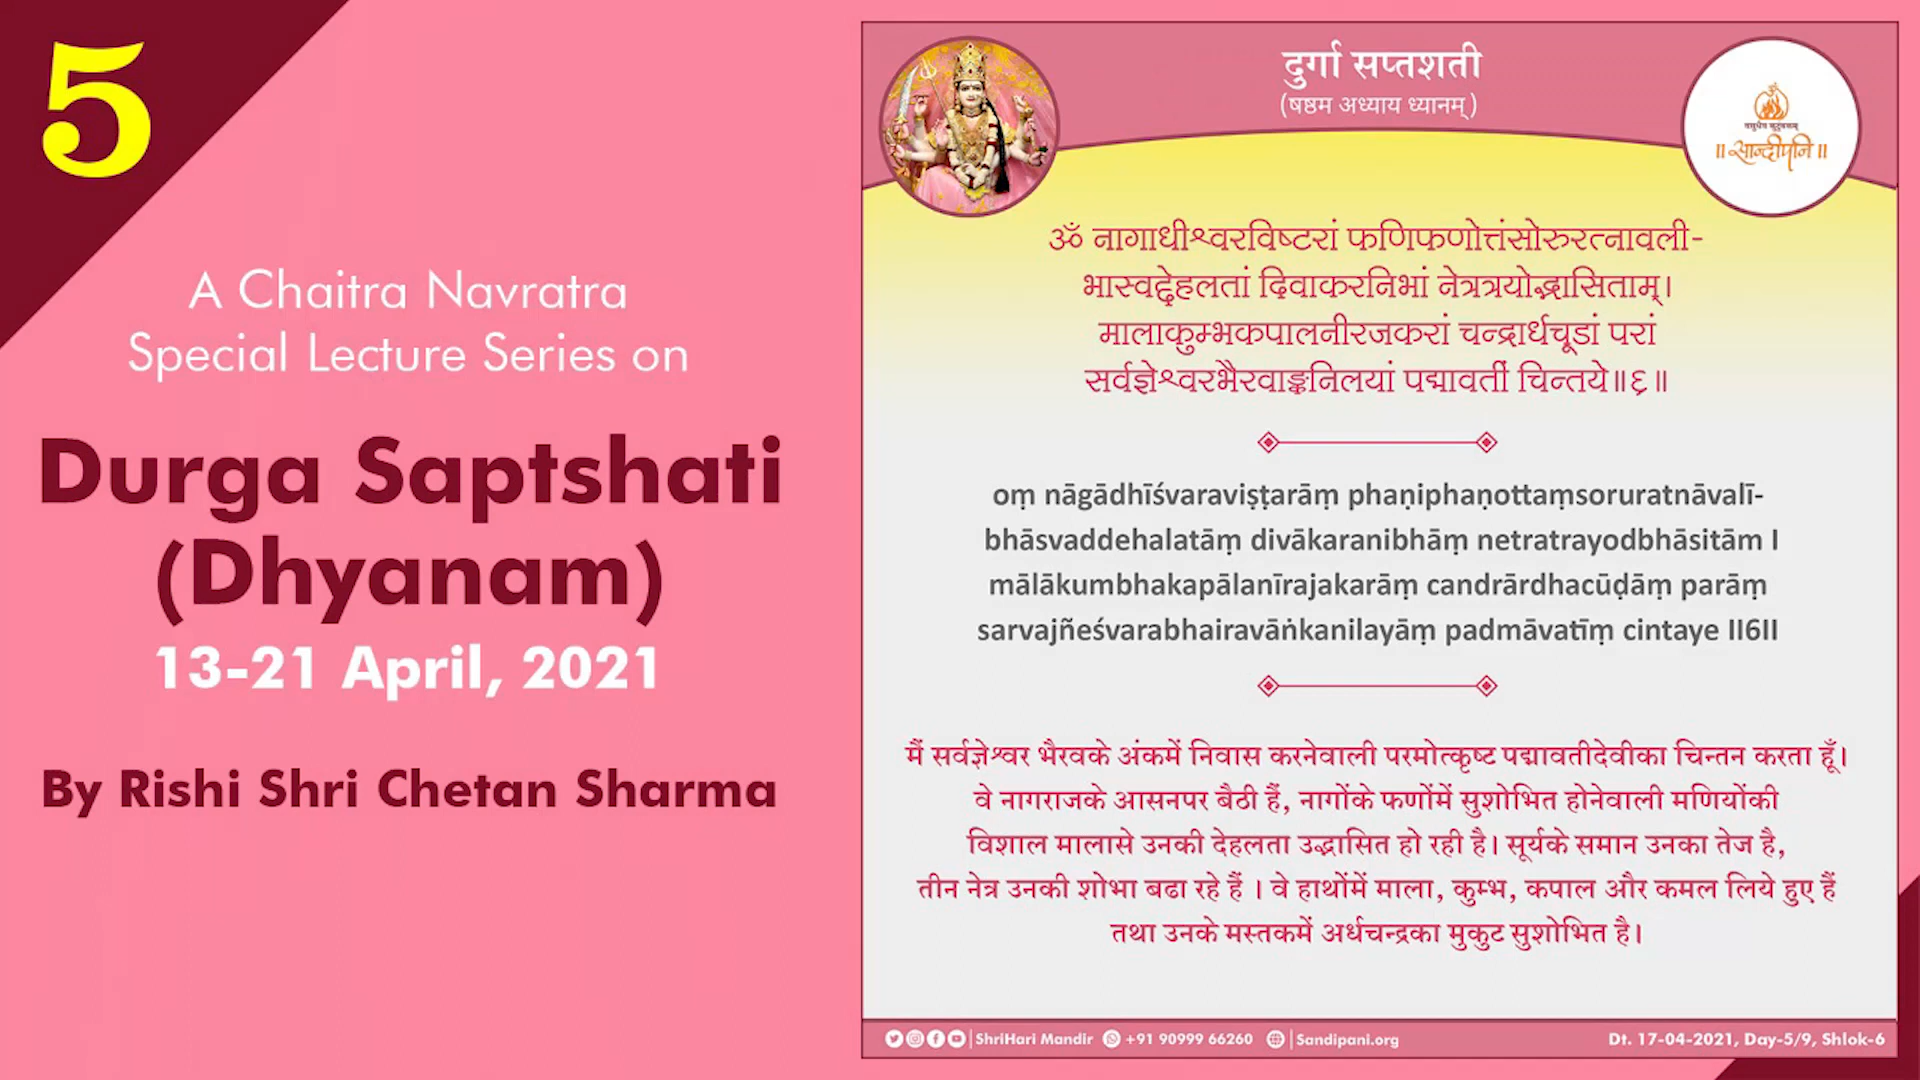 5
A Chaitra Navratra
Special Lecture Series on
Durga Saptshati
(Dhyanam)
13-21 April, 2021
By Rishi Shri Chetan Sharma
दुर्गा सप्तशती
(षष्ठम अध्याय ध्यानम्)
वसुधैव कुटुम्बकम्
॥ सान्दीपनि ॥
ॐ नागाधीश्वरविष्टरां फणिफणोत्तंसोरुरत्नावली-
भास्वद्देहलतां दिवाकरनिभां नेत्रत्रयोद्भासिताम्।
मालाकुम्भकपालनीरजकरां चन्द्रार्धचूडां परां
सर्वज्ञेश्वरभैरवाङ्कनिलयां पद्मावतीं चिन्तये॥६॥
oṃ nāgādhīśvaraviṣṭarāṃ phaṇiphaṇottaṃsoruratnāvalī-
bhāsvaddehalatāṃ divākaranibhāṃ netratrayodbhāsitām I
mālākumbhakapālanīrajakarāṃ candrārdhacūḍāṃ parāṃ
sarvajñeśvarabhairavāṅkanilayāṃ padmāvatīṃ cintaye II6II
मैं सर्वज्ञेश्वर भैरवके अंकमें निवास करनेवाली परमोत्कृष्ट पद्मावतीदेवीका चिन्तन करता हूँ।
वे नागराजके आसनपर बैठी हैं, नागोंके फणोंमें सुशोभित होनेवाली मणियोंकी
विशाल मालासे उनकी देहलता उद्भासित हो रही है। सूर्यके समान उनका तेज है,
तीन नेत्र उनकी शोभा बढा रहे हैं । वे हाथोंमें माला, कुम्भ, कपाल और कमल लिये हुए हैं
तथा उनके मस्तकमें अर्धचन्द्रका मुकुट सुशोभित है।
ShriHari Mandir +91 90999 66260 Sandipani.org Dt. 17-04-2021, Day-5/9, Shlok-6